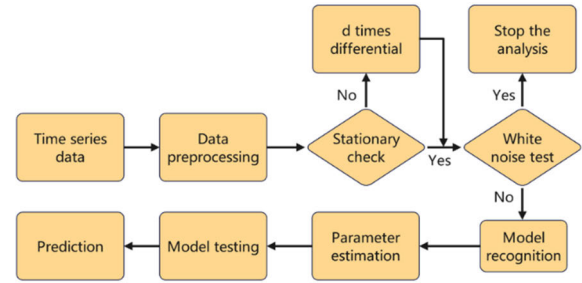 d times
differential
Stop the
analysis
No
Yes
Time series
data
Data
preprocessing
Stationary
check
Yes
White
noise test
No
Prediction
Model testing
Parameter
estimation
Model
recognition